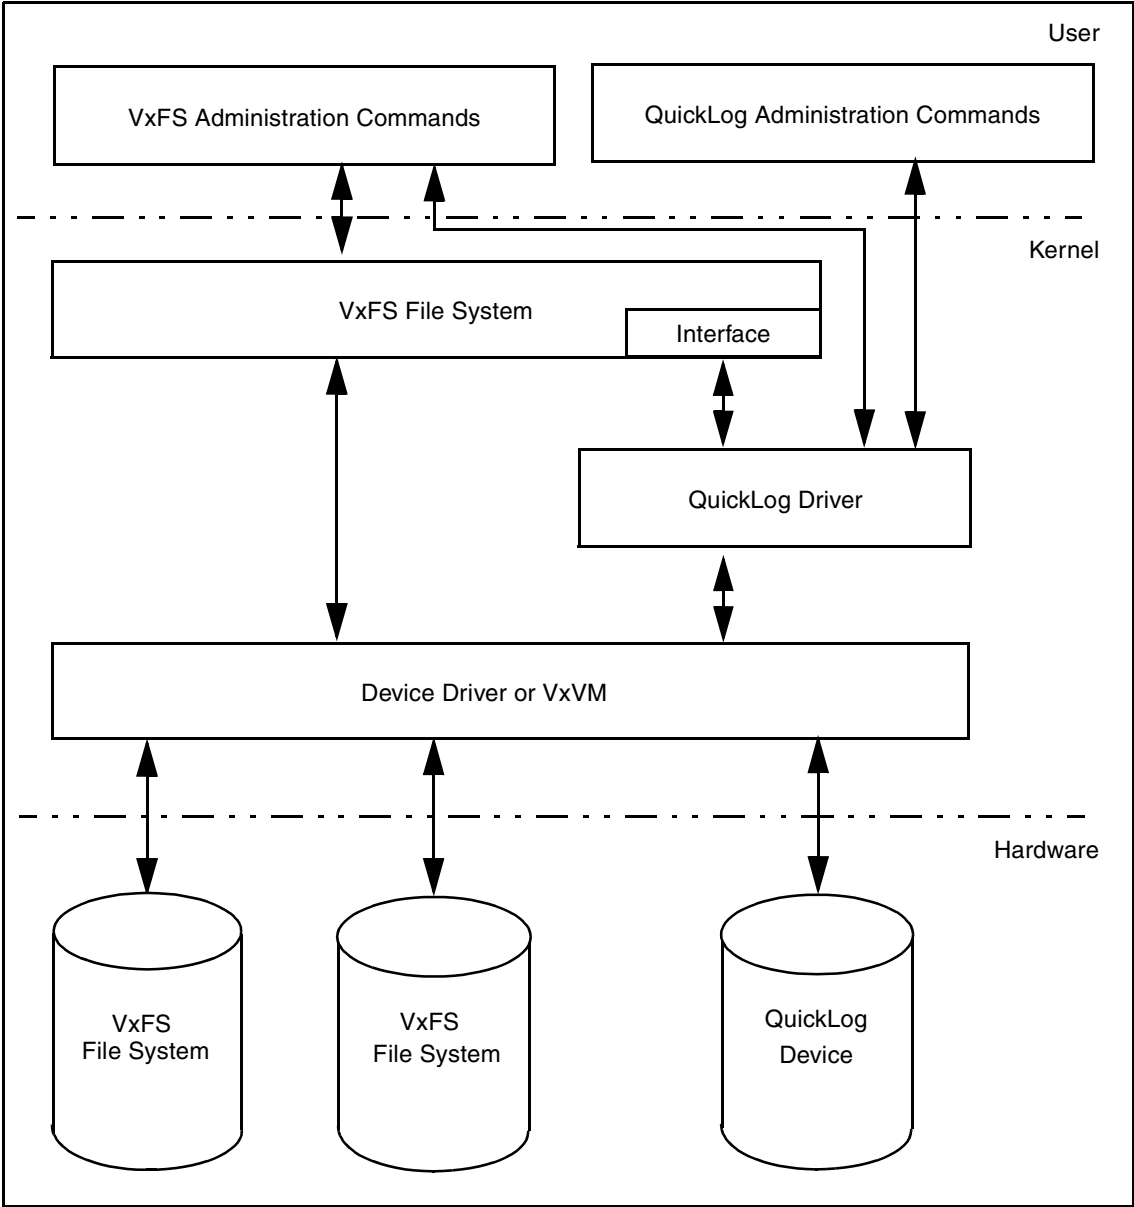 User
VxFS Administration Commands
QuickLog Administration Commands
Kernel
VxFS File System
Interface
QuickLog Driver
Device Driver or VxVM
Hardware
VxFS
File System
VxFS
File System
QuickLog
Device